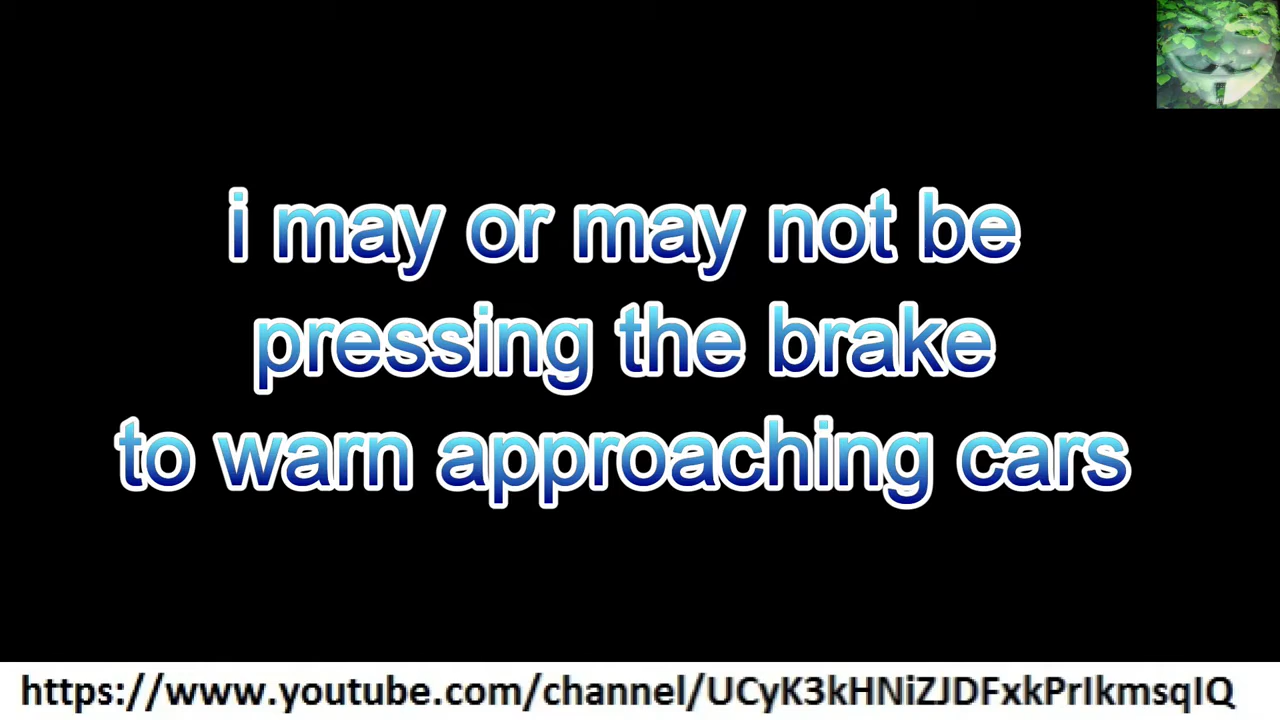 i may or may not be
pressing the brake
to warn approaching cars
https://www.youtube.com/channel/UCyK3kHNiZJDFxkPrIkmsqIQ